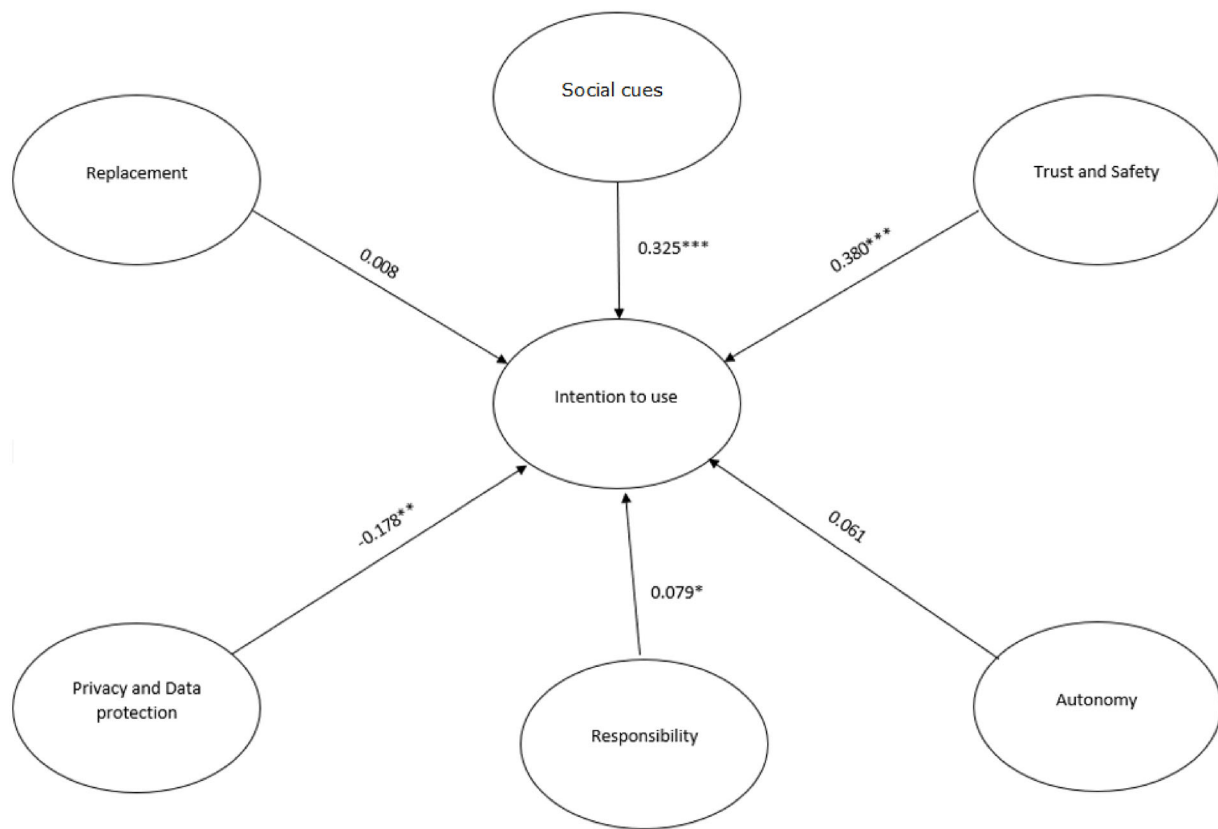 Social cues
Replacement
Trust and Safety
0.008
0.325***
0.380***
Intention to use
-0.178**
0.079*
0.061
Privacy and Data
protection
Responsibility
Autonomy